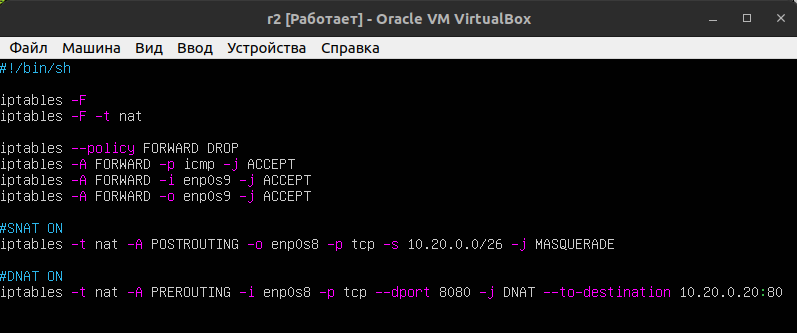 r2 [Работает] - Oracle VM VirtualBox
Файл Машина Вид Ввод Устройства Справка
#!/bin/sh
iptables -F
iptables -F -t nat
iptables --policy FORWARD DROP
iptables -A FORWARD -p icmp -j ACCEPT
iptables -A FORWARD -i enp0s9 -j ACCEPT
iptables -A FORWARD -o enp0s9 -j ACCEPT
#SNAT ON
iptables -t nat -A POSTROUTING -o enp0s8 -p tcp -s 10.20.0.0/26 -j MASQUERADE
#DNAT ON
iptables -t nat -A PREROUTING -i enp0s8 -p tcp --dport 8080 -j DNAT --to-destination 10.20.0.20:80